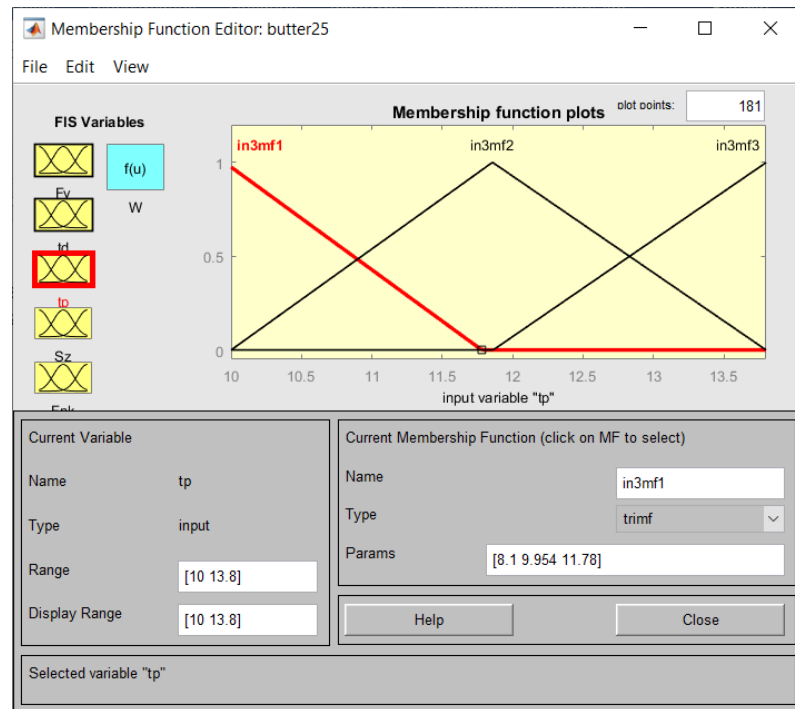 Membership Function Editor: butter25
File Edit View
FIS Variables
f(u)
Fv
W
td
tp
Sz
Membership function plots
plot points:
181
in3mf1
in3mf2
in3mf3
1
0.5
0
10 10.5 11 11.5 12 12.5 13 13.5
input variable "tp"
Current Variable
Name tp
Type input
Range [10 13.8]
Display Range [10 13.8]
Current Membership Function (click on MF to select)
Name in3mf1
Type trimf
Params [8.1 9.954 11.78]
Help Close
Selected variable "tp"